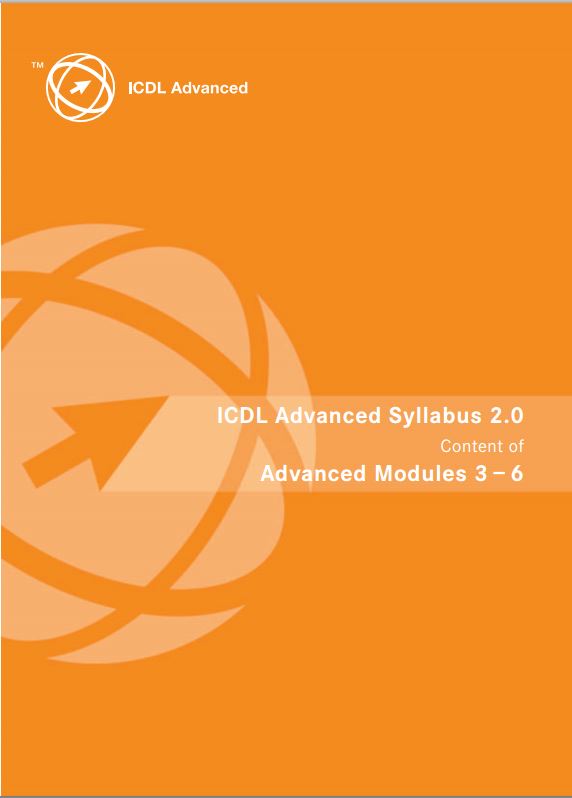 TM
ICDL Advanced
ICDL Advanced Syllabus 2.0
Content of
Advanced Modules 3 – 6